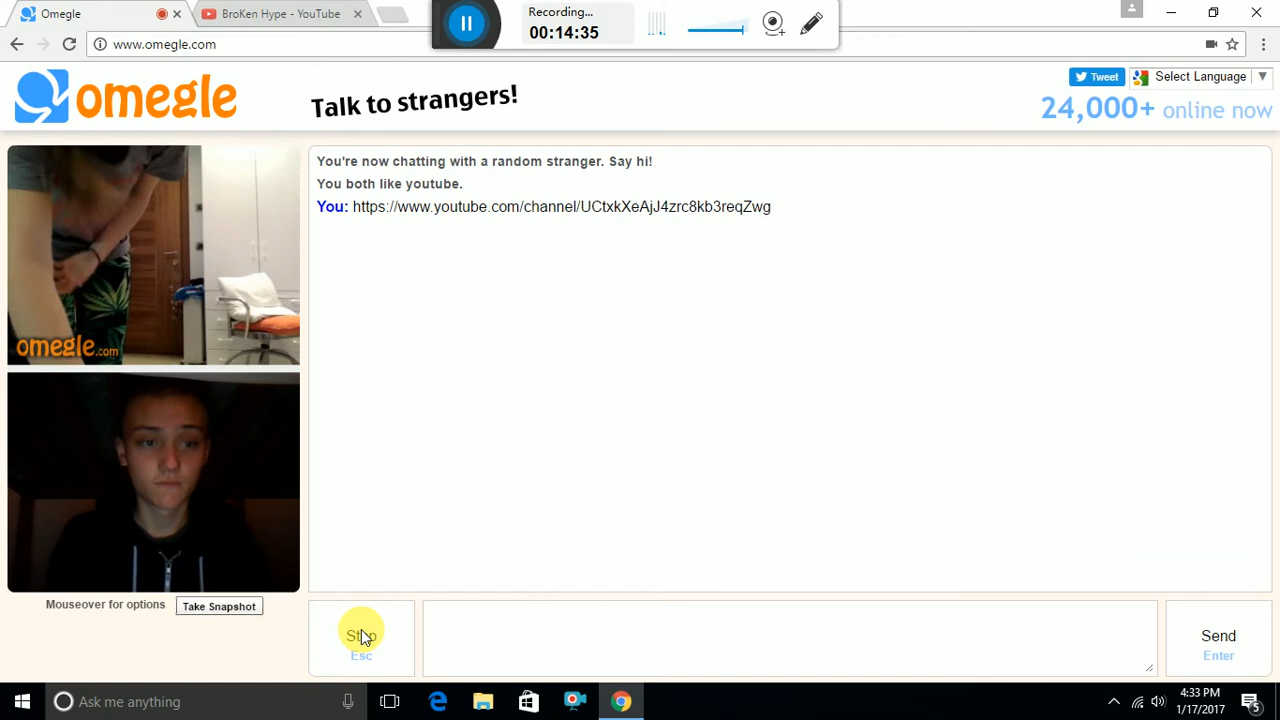 Omegle
BroKen Hype - YouTube
Recording...
00:14:35
www.omegle.com
omegle
Talk to strangers!
Tweet
Select Language
24,000+ online now
You're now chatting with a random stranger. Say hi!
You both like youtube.
You: https://www.youtube.com/channel/UCtxkXeAjJ4zrc8kb3reqZwg
omegle.com
Mouseover for options
Take Snapshot
Stop
Esc
Send
Enter
Ask me anything
4:33 PM
1/17/2017
5